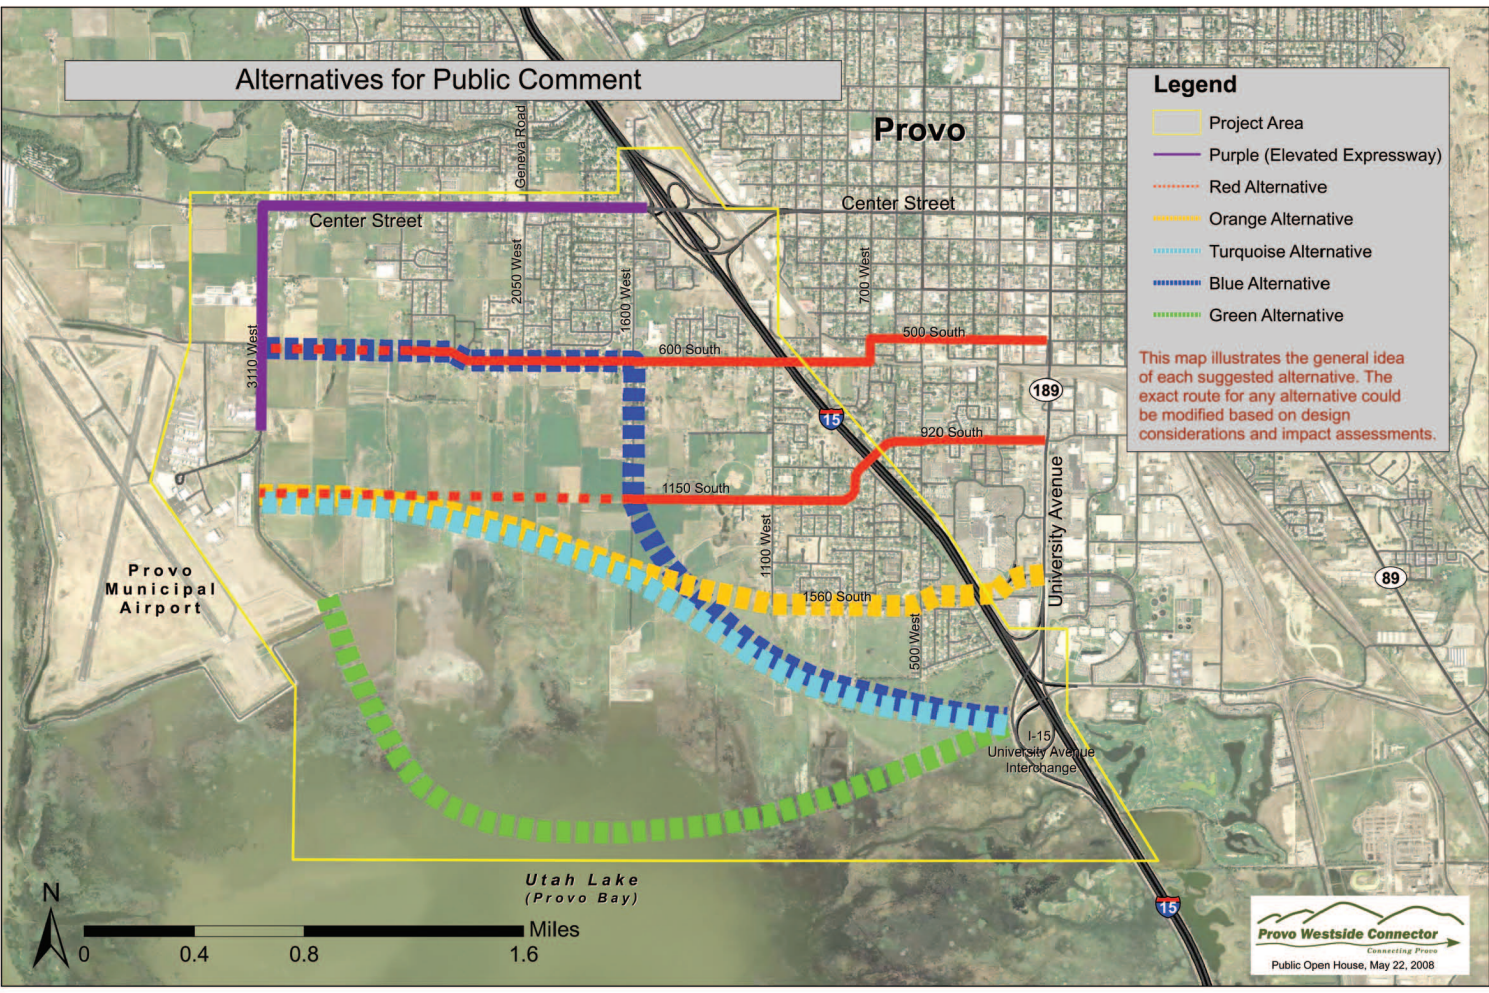 Alternatives for Public Comment
Legend
Project Area
Purple (Elevated Expressway)
Red Alternative
Orange Alternative
Turquoise Alternative
Blue Alternative
Green Alternative
This map illustrates the general idea
of each suggested alternative. The
exact route for any alternative could
be modified based on design
considerations and impact assessments.
Provo
Geneva Road
Center Street
Center Street
2050 West
1600 West
700 West
3110 West
600 South
500 South
189
15
920 South
1150 South
University Avenue
1100 West
Provo
Municipal
Airport
89
1560 South
500 West
I-15
University Avenue
Interchange
Utah Lake
(Provo Bay)
15
N
Miles
0 0.4 0.8 1.6
Provo Westside Connector
Connecting Provo
Public Open House, May 22, 2008